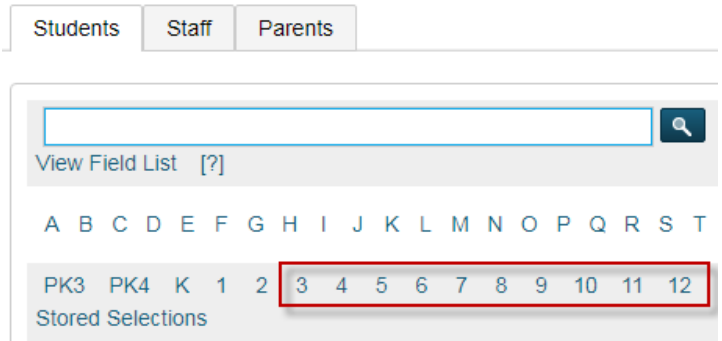 Students Staff Parents
View Field List [?]
A B C D E F G H I J K L M N O P Q R S T
PK3 PK4 K 1 2 3 4 5 6 7 8 9 10 11 12
Stored Selections